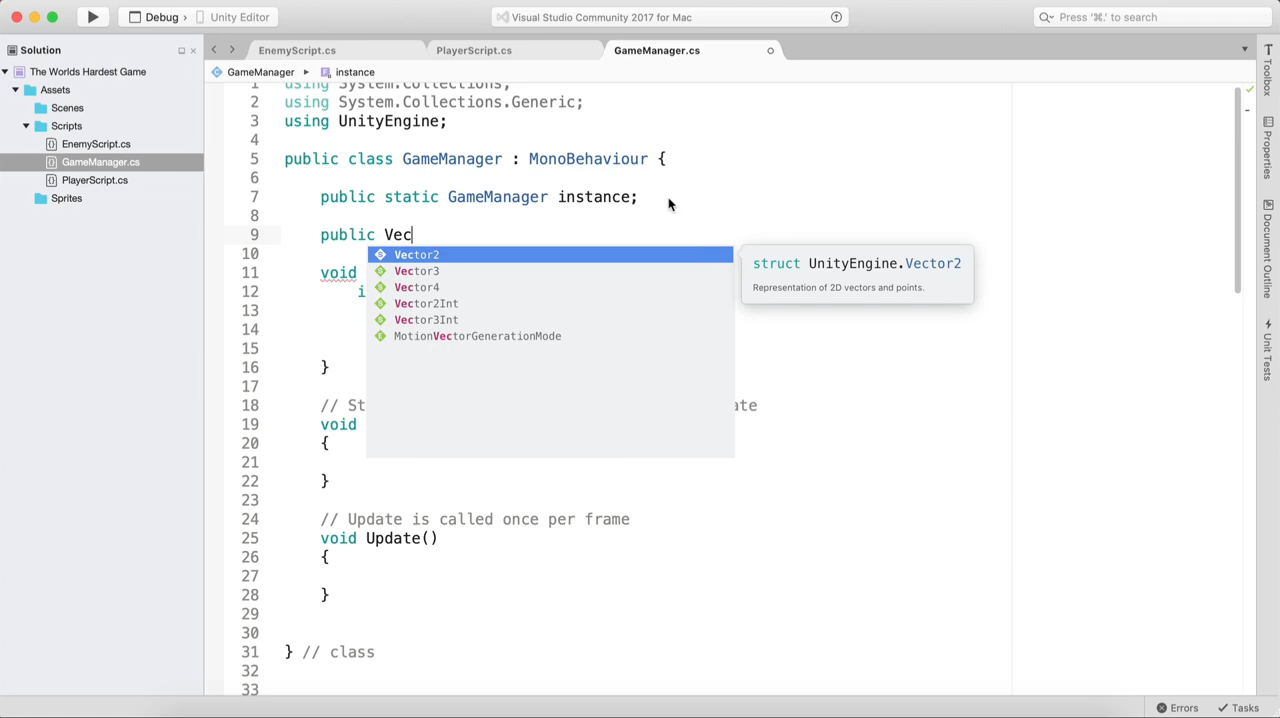 Debug › Unity Editor
Visual Studio Community 2017 for Mac
Press '⌘.' to search
Solution
The Worlds Hardest Game
Assets
Scenes
Scripts
EnemyScript.cs
GameManager.cs
PlayerScript.cs
Sprites
EnemyScript.cs
PlayerScript.cs
GameManager.cs
GameManager ▸ instance
1 using System.Collections;
2 using System.Collections.Generic;
3 using UnityEngine;
4
5 public class GameManager : MonoBehaviour {
6
7 public static GameManager instance;
8
9 public Vec
10
11 void
12 i
13
14
15
16 }
17
18 // St ate
19 void
20 {
21
22 }
23
24 // Update is called once per frame
25 void Update()
26 {
27
28 }
29
30
31 } // class
32
33
Vector2
Vector3
Vector4
Vector2Int
Vector3Int
MotionVectorGenerationMode
struct UnityEngine.Vector2
Representation of 2D vectors and points.
Toolbox
Properties
Document Outline
Unit Tests
Errors
Tasks